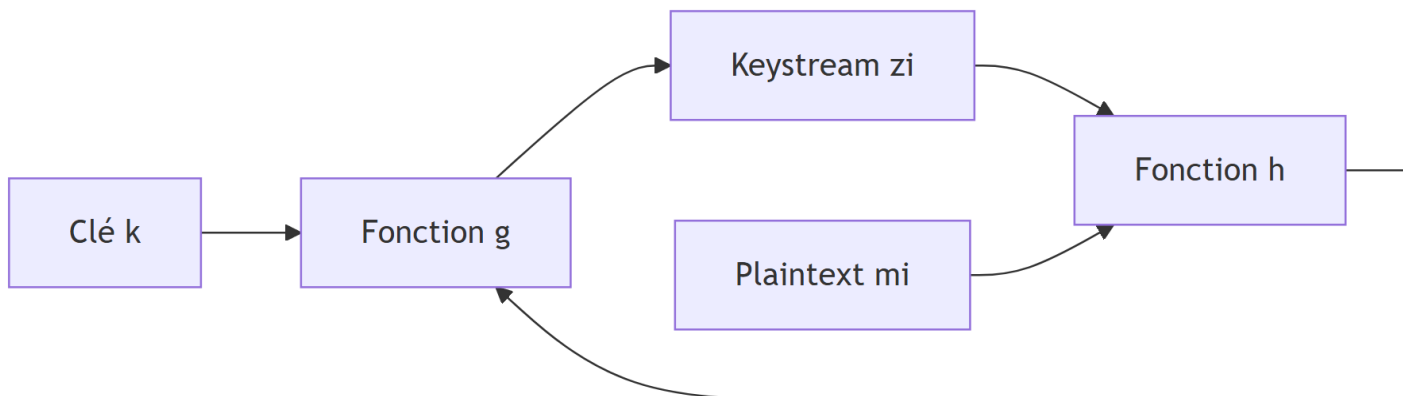 Clé k
Fonction g
Keystream zi
Plaintext mi
Fonction h